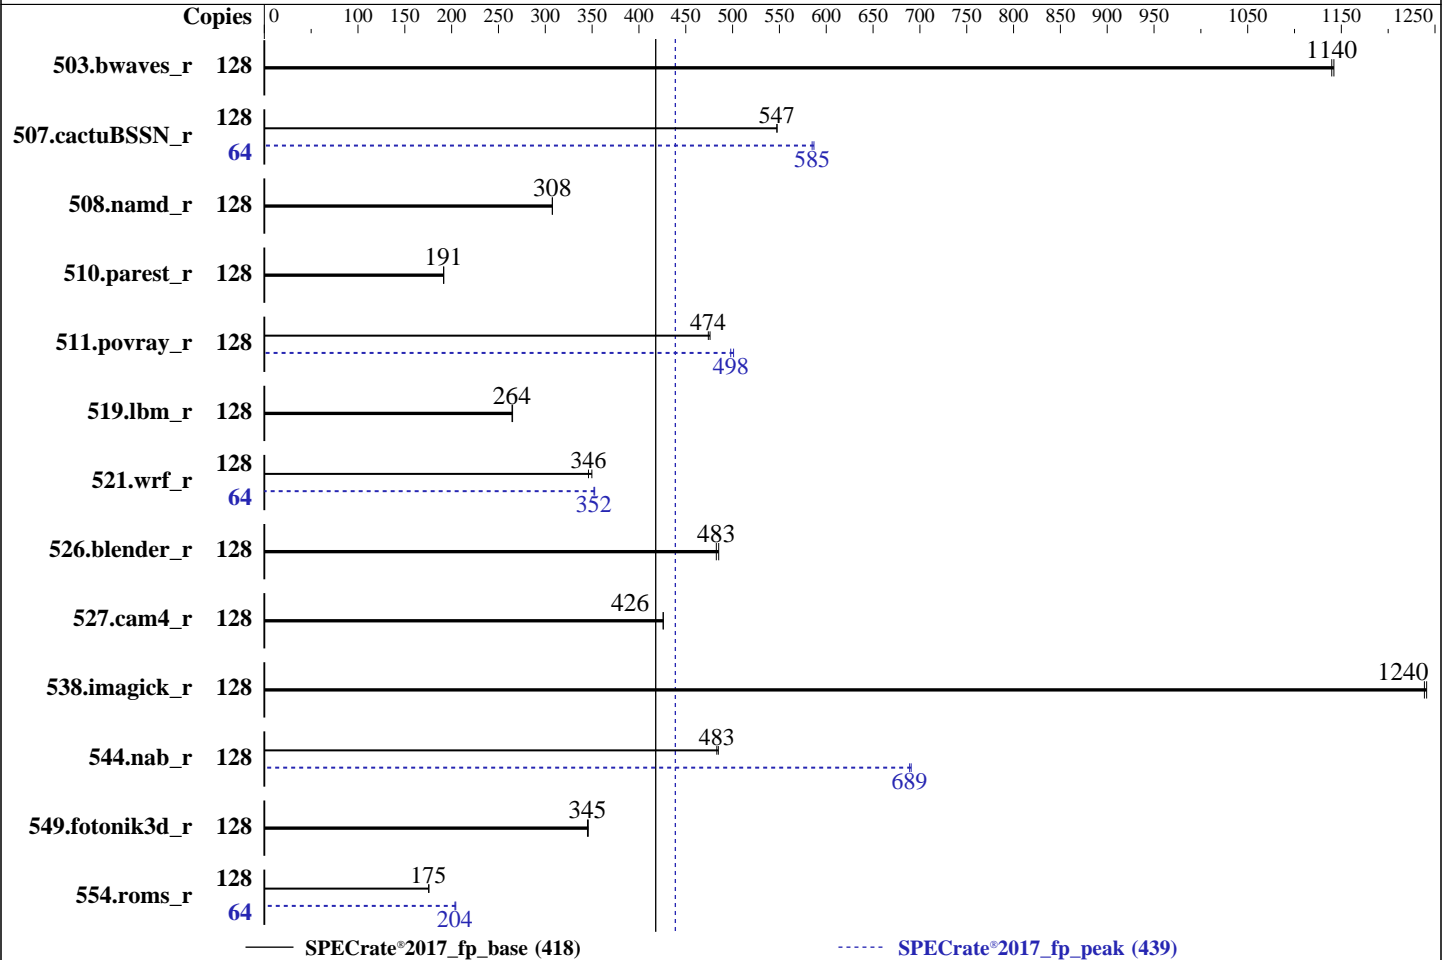 Copies 0 100 150 200 250 300 350 400 450 500 550 600 650 700 750 800 850 900 950 1050 1150 1250
503.bwaves_r 128 1140
507.cactuBSSN_r 128 547
64 585
508.namd_r 128 308
510.parest_r 128 191
511.povray_r 128 474
498
519.lbm_r 128 264
521.wrf_r 128 346
64 352
526.blender_r 128 483
527.cam4_r 128 426
538.imagick_r 128 1240
544.nab_r 128 483
689
549.fotonik3d_r 128 345
554.roms_r 128 175
64 204
SPECrate®2017_fp_base (418) SPECrate®2017_fp_peak (439)